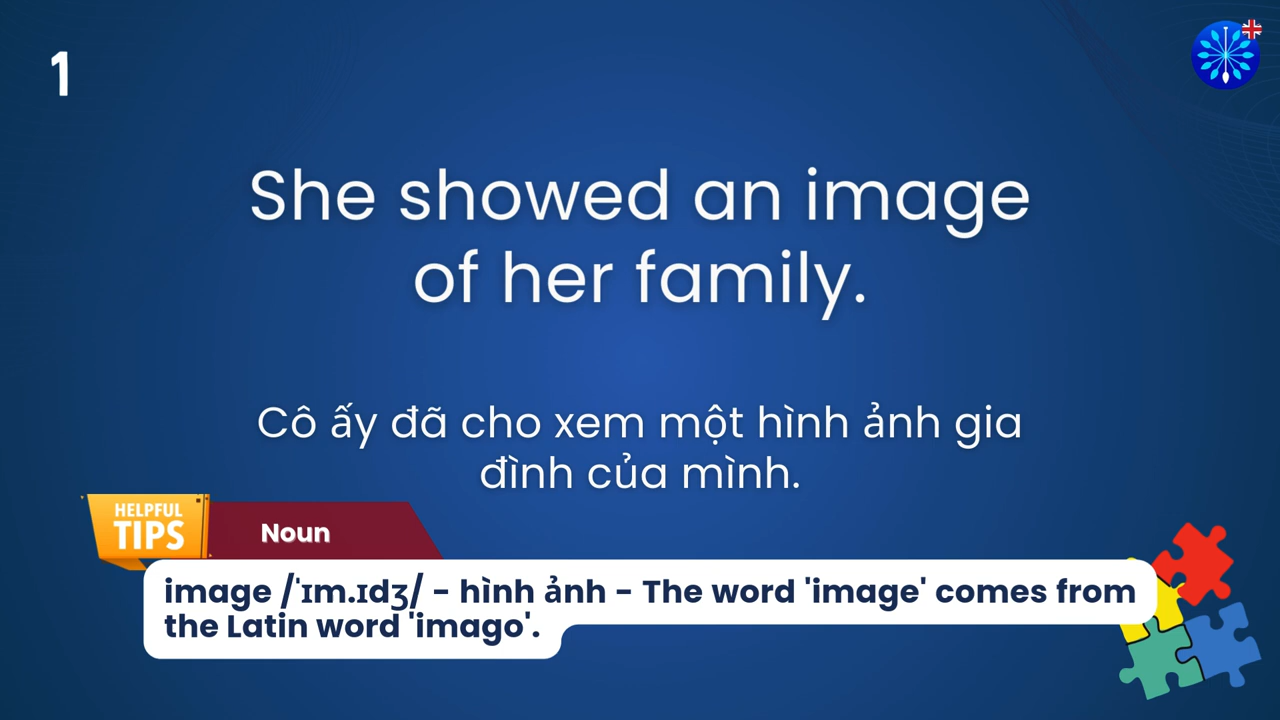 1
She showed an image
of her family.
Cô ấy đã cho xem một hình ảnh gia
đình của mình.
HELPFUL
TIPS
Noun
image /ˈɪm.ɪdʒ/ - hình ảnh - The word 'image' comes from
the Latin word 'imago'.